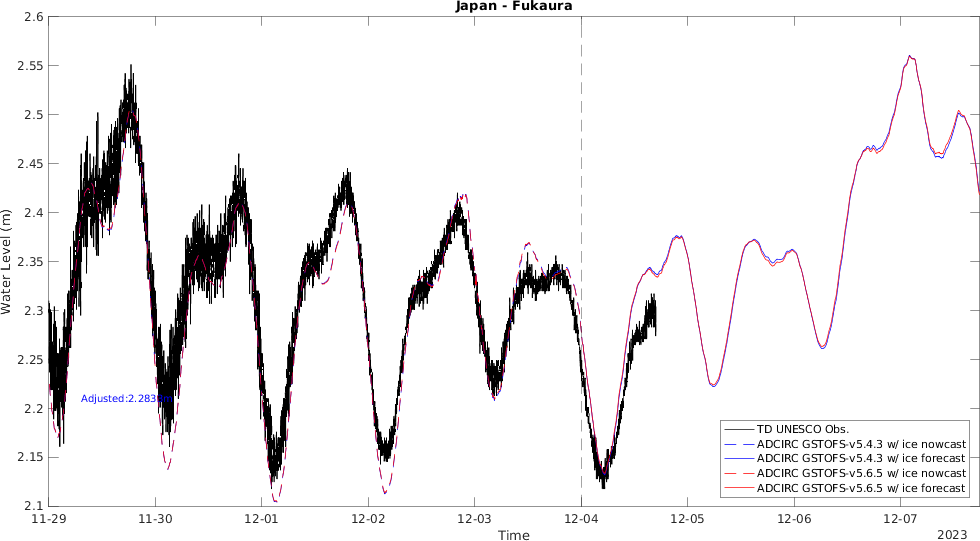 Japan - Fukaura
2.6
2.55
2.5
2.45
2.4
2.35
2.3
2.25
2.2
2.15
2.1
Water Level (m)
Adjusted:2.283
TD UNESCO Obs.
ADCIRC GSTOFS-v5.4.3 w/ ice nowcast
ADCIRC GSTOFS-v5.4.3 w/ ice forecast
ADCIRC GSTOFS-v5.6.5 w/ ice nowcast
ADCIRC GSTOFS-v5.6.5 w/ ice forecast
11-29 11-30 12-01 12-02 12-03 12-04 12-05 12-06 12-07
Time
2023